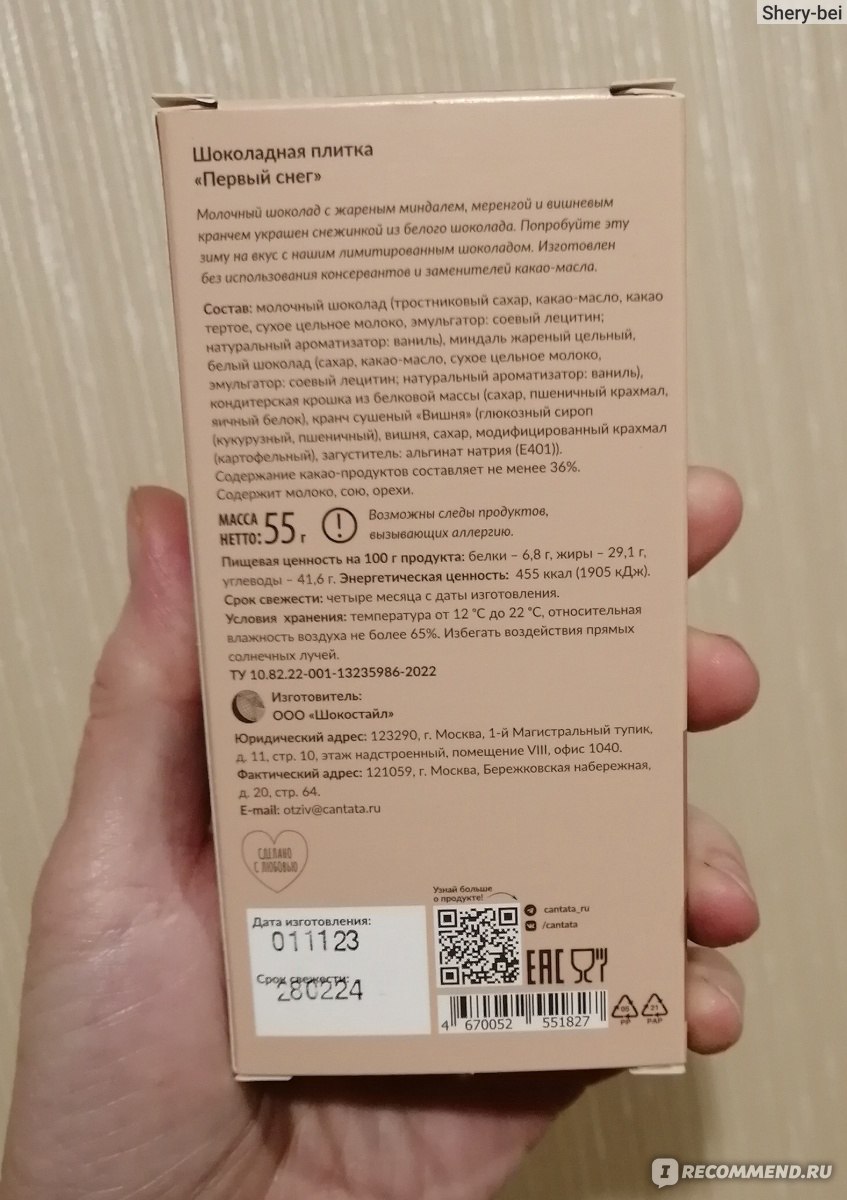 Shery-bei
Шоколадная плитка
«Первый снег»
Молочный шоколад с жареным миндалем, меренгой и вишневым
кранчем украшен снежинкой из белого шоколада. Попробуйте эту
зиму на вкус с нашим лимитированным шоколадом. Изготовлен
без использования консервантов и заменителей какао-масла.
Состав: молочный шоколад (тростниковый сахар, какао-масло, какао
тертое, сухое цельное молоко, эмульгатор: соевый лецитин;
натуральный ароматизатор: ваниль), миндаль жареный цельный,
белый шоколад (сахар, какао-масло, сухое цельное молоко,
эмульгатор: соевый лецитин; натуральный ароматизатор: ваниль),
кондитерская крошка из белковой массы (сахар, пшеничный крахмал,
яичный белок), кранч сушеный «Вишня» (глюкозный сироп
(кукурузный, пшеничный), вишня, сахар, модифицированный крахмал
(картофельный), загуститель: альгинат натрия (Е401)).
Содержание какао-продуктов составляет не менее 36%.
Содержит молоко, сою, орехи.
МАССА НЕТТО: 55 г
Возможны следы продуктов,
вызывающих аллергию.
Пищевая ценность на 100 г продукта: белки – 6,8 г, жиры – 29,1 г,
углеводы – 41,6 г. Энергетическая ценность: 455 ккал (1905 кДж).
Срок свежести: четыре месяца с даты изготовления.
Условия хранения: температура от 12 °С до 22 °С, относительная
влажность воздуха не более 65%. Избегать воздействия прямых
солнечных лучей.
ТУ 10.82.22-001-13235986-2022
Изготовитель:
ООО «Шокостайл»
Юридический адрес: 123290, г. Москва, 1-й Магистральный тупик,
д. 11, стр. 10, этаж надстроенный, помещение VIII, офис 1040.
Фактический адрес: 121059, г. Москва, Бережковская набережная,
д. 20, стр. 64.
E-mail: otziv@cantata.ru
СДЕЛАНО
С ЛЮБОВЬЮ
Узнай больше
о продукте!
cantata_ru
/cantata
Дата изготовления:
011123
Срок свежести:
280224
EAC
4 670052 551827
05
PP
21
PAP
IRECOMMEND.RU